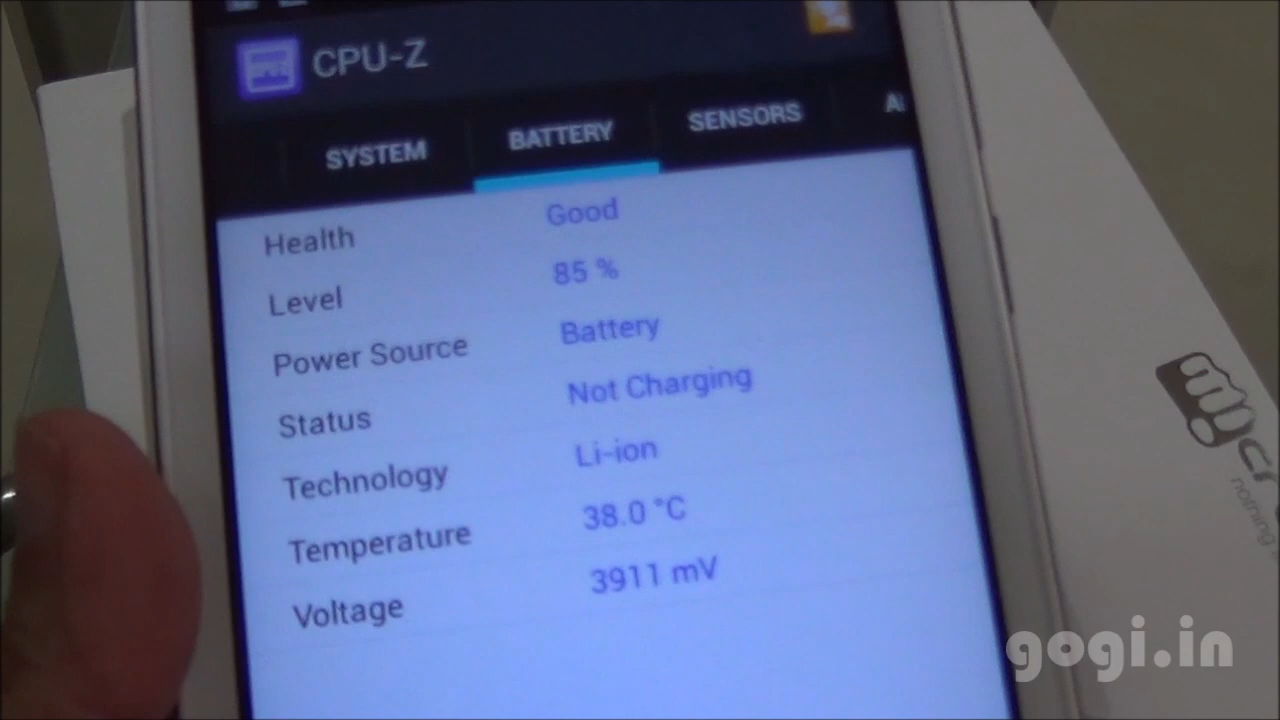 CPU-Z
SYSTEM BATTERY SENSORS
Health Good
Level 85 %
Power Source Battery
Status Not Charging
Technology Li-ion
Temperature 38.0 °C
Voltage 3911 mV
nothing
gogi.in